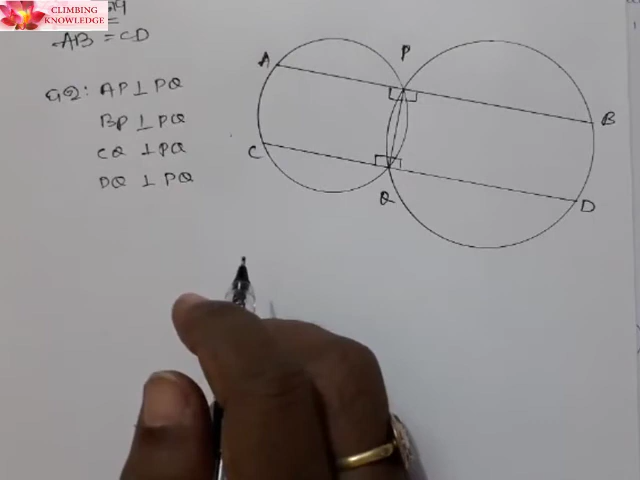 CLIMBING
KNOWLEDGE
AB = CD
AP ⊥ PQ
BP ⊥ PQ
CQ ⊥ PQ
DQ ⊥ PQ
A
P
B
C
Q
D